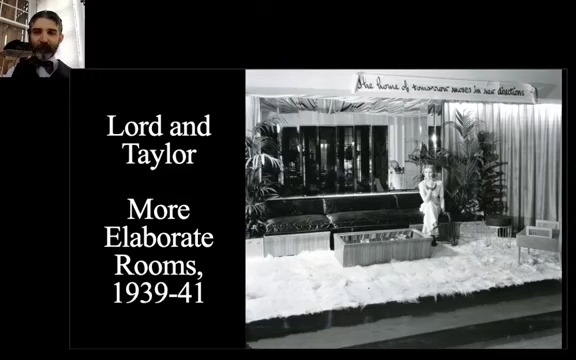 the home of tomorrow moves in new directions
Lord and
Taylor
More
Elaborate
Rooms,
1939-41